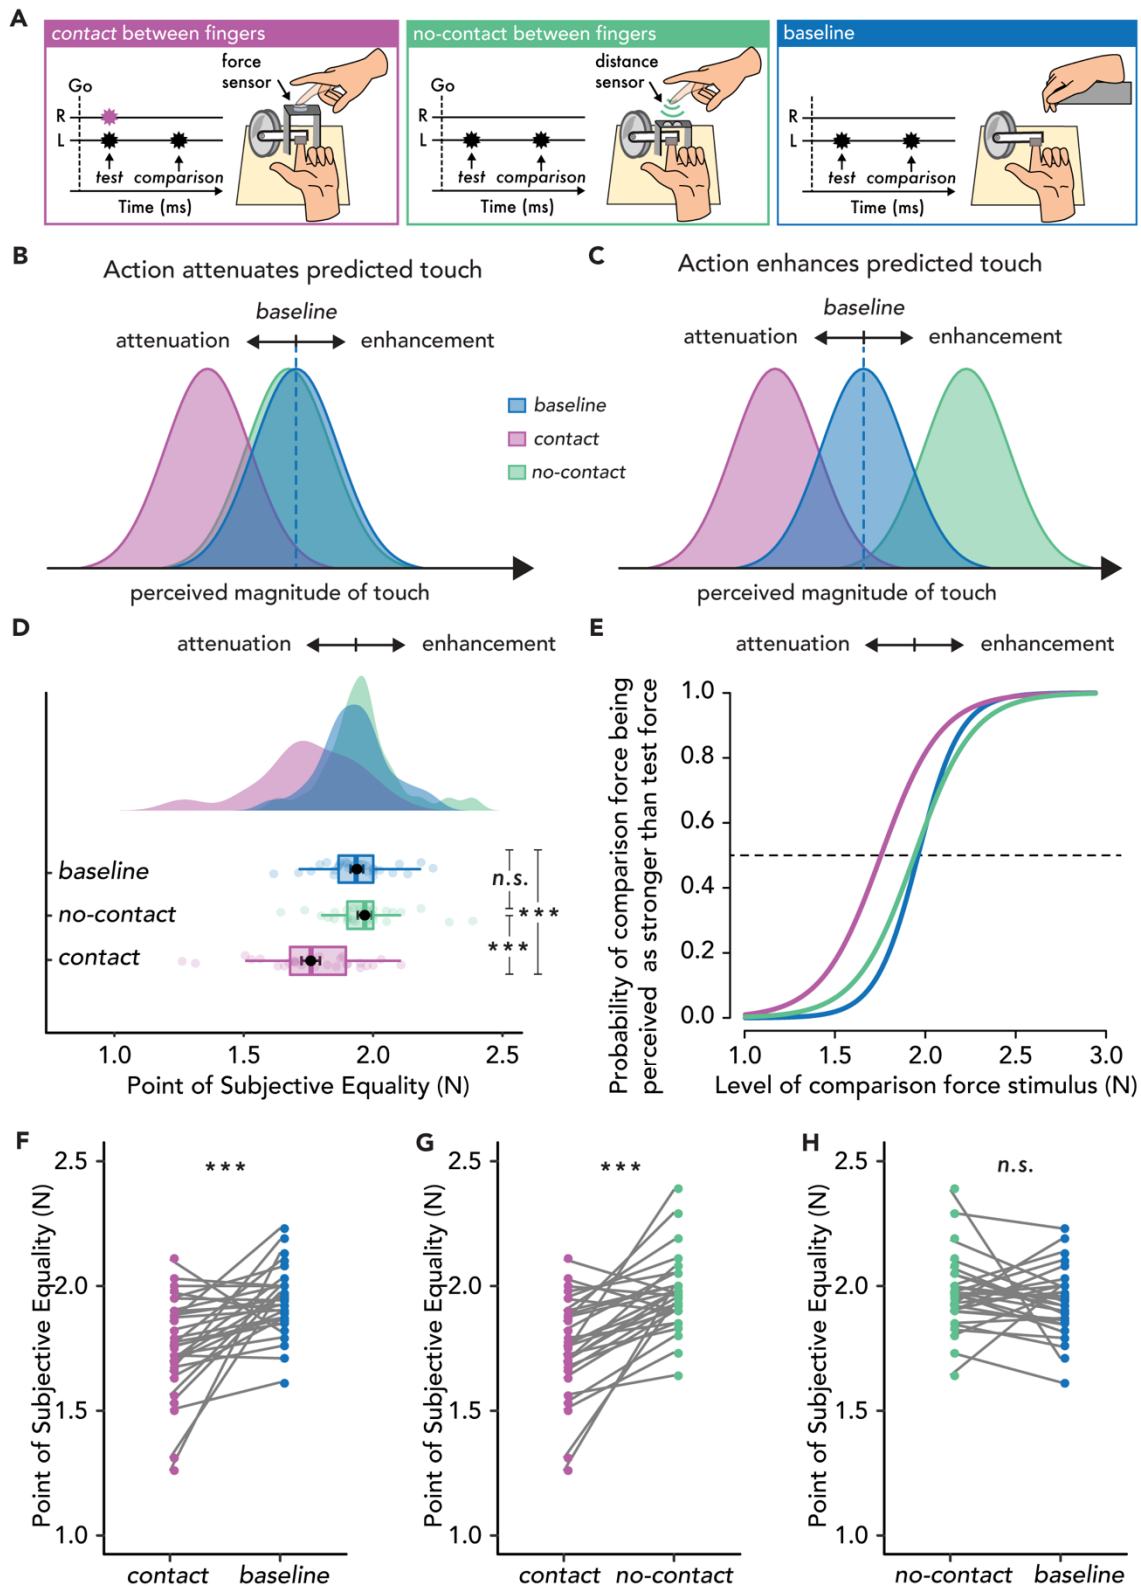 A
contact between fingers
no-contact between fingers
baseline
Go
R
L
test
comparison
Time (ms)
force
sensor
Go
R
L
test
comparison
Time (ms)
distance
sensor
R
L
test
comparison
Time (ms)
B
Action attenuates predicted touch
baseline
attenuation
enhancement
perceived magnitude of touch
baseline
contact
no-contact
C
Action enhances predicted touch
baseline
attenuation
enhancement
perceived magnitude of touch
D
attenuation
enhancement
baseline
no-contact
contact
n.s.
***
***
1.0
1.5
2.0
2.5
Point of Subjective Equality (N)
E
attenuation
enhancement
Probability of comparison force being
perceived as stronger than test force
1.0
0.8
0.6
0.4
0.2
0.0
1.0
1.5
2.0
2.5
3.0
Level of comparison force stimulus (N)
F
***
Point of Subjective Equality (N)
2.5
2.0
1.5
1.0
contact
baseline
G
***
Point of Subjective Equality (N)
2.5
2.0
1.5
1.0
contact
no-contact
H
n.s.
Point of Subjective Equality (N)
2.5
2.0
1.5
1.0
no-contact
baseline